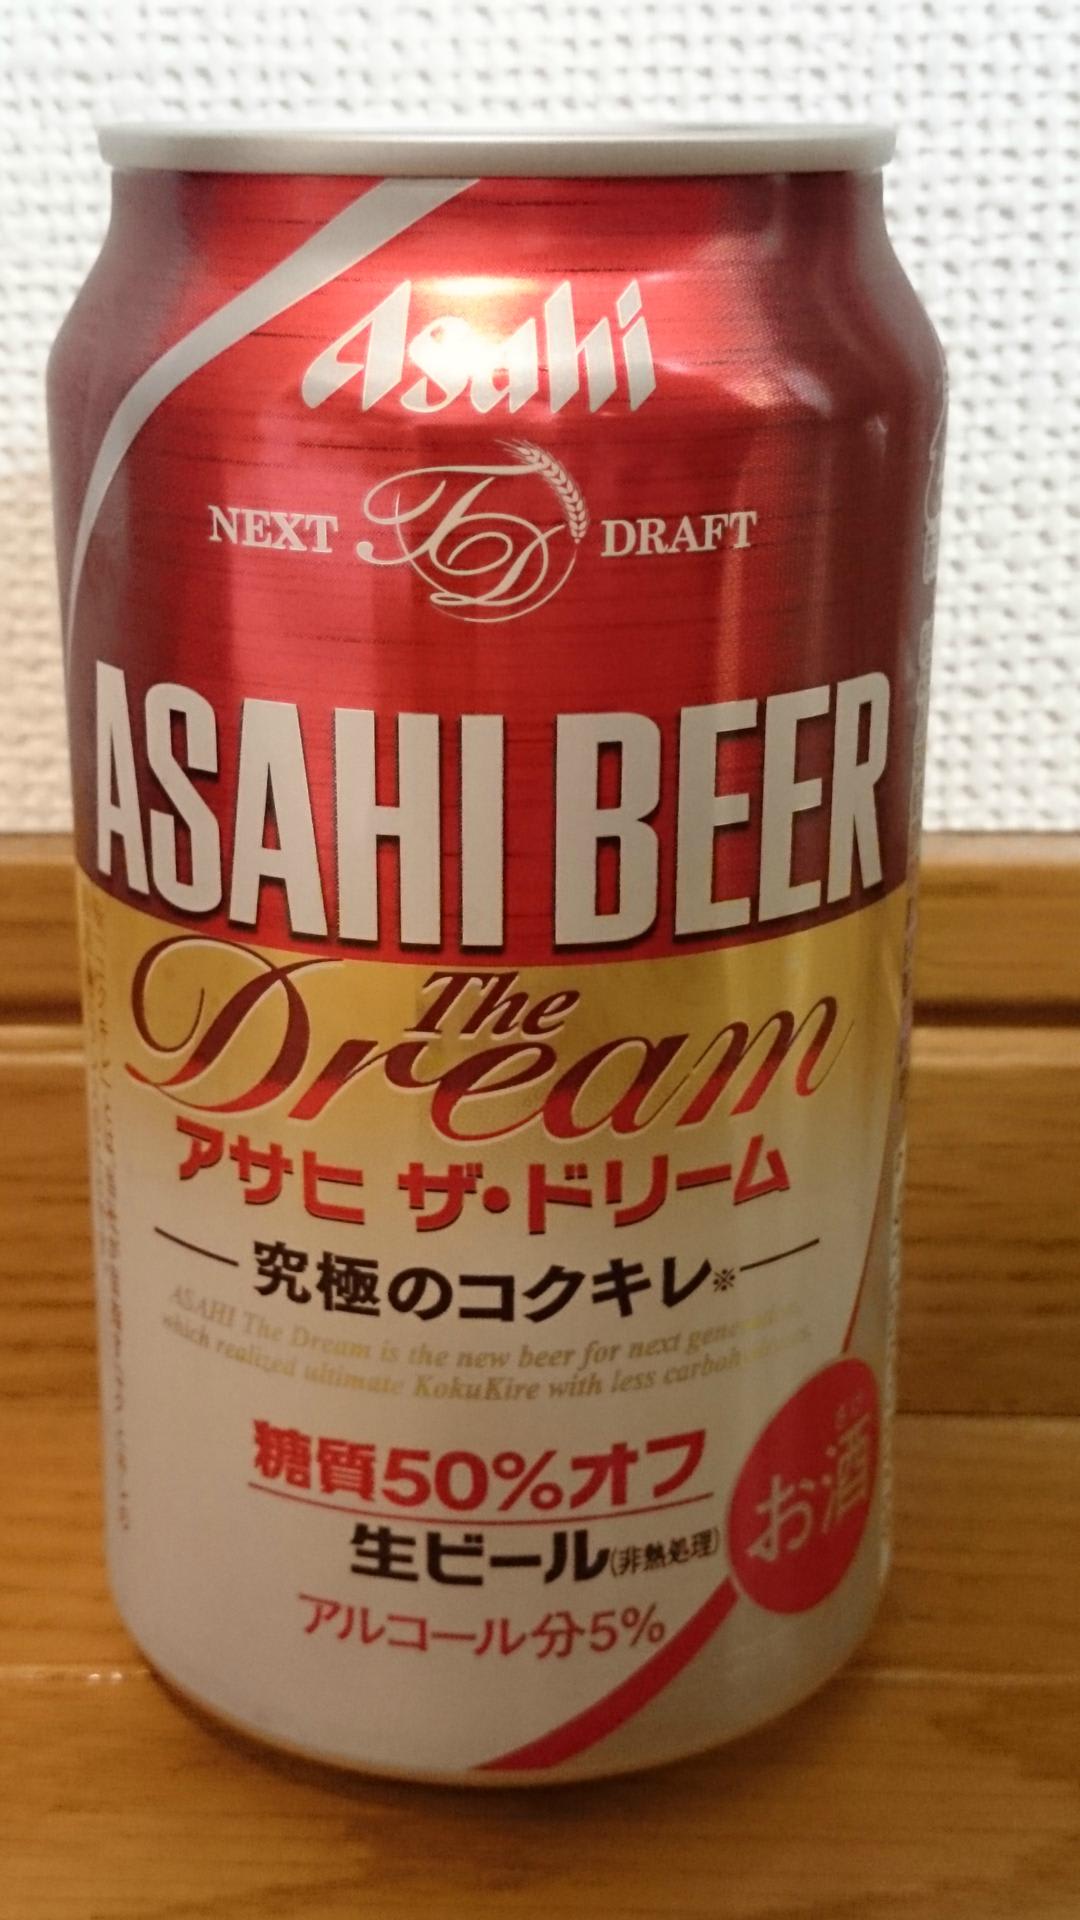 Asahi
NEXT TD DRAFT
ASAHI BEER
The
Dream
アサヒ ザ・ドリーム
究極のコクキレ※
ASAHI The Dream is the new beer for next
which realized ultimate KokuKire with less
糖質50%オフ
生ビール(非熱処理)
お酒
アルコール分5%